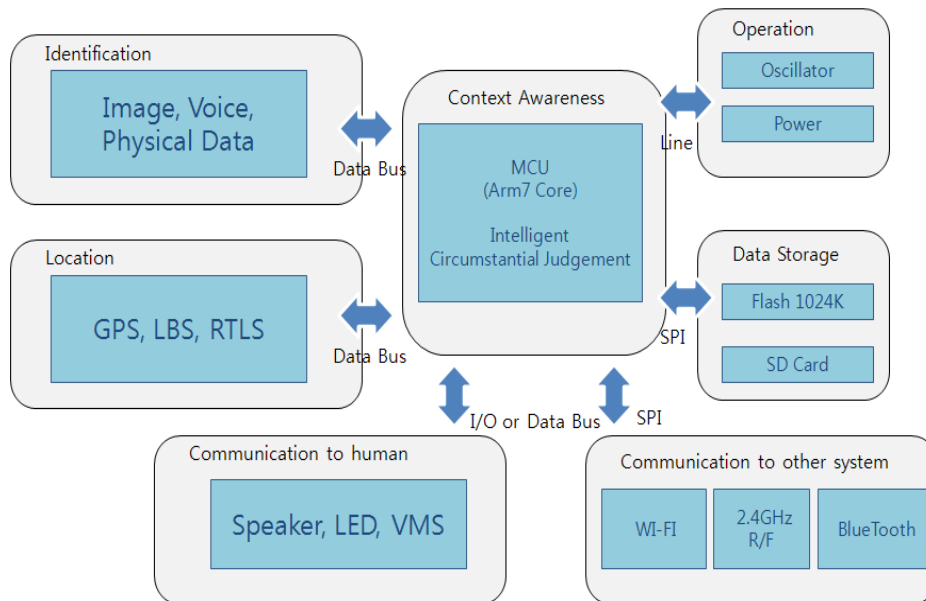 Identification
Image, Voice,
Physical Data
Data Bus
Context Awareness
MCU
(Arm7 Core)
Intelligent
Circumstantial Judgement
Operation
Oscillator
Power
Line
Location
GPS, LBS, RTLS
Data Bus
Data Storage
Flash 1024K
SD Card
SPI
I/O or Data Bus
SPI
Communication to human
Speaker, LED, VMS
Communication to other system
WI-FI
2.4GHz
R/F
BlueTooth